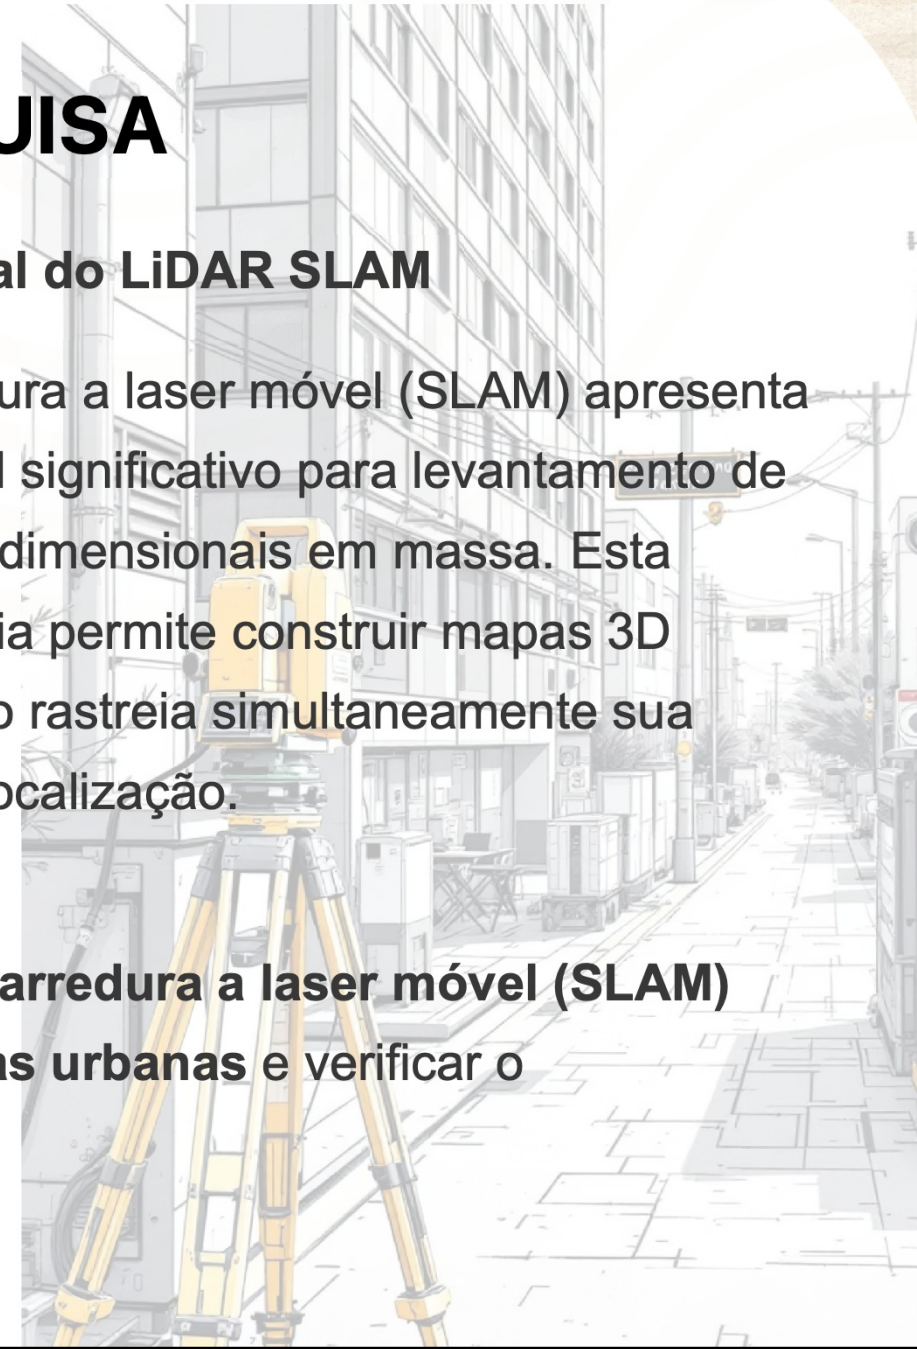 UISA
al do LiDAR SLAM
ura a laser móvel (SLAM) apresenta
l significativo para levantamento de
dimensionais em massa. Esta
ia permite construir mapas 3D
o rastreia simultaneamente sua
ocalização.
arredura a laser móvel (SLAM)
as urbanas e verificar o